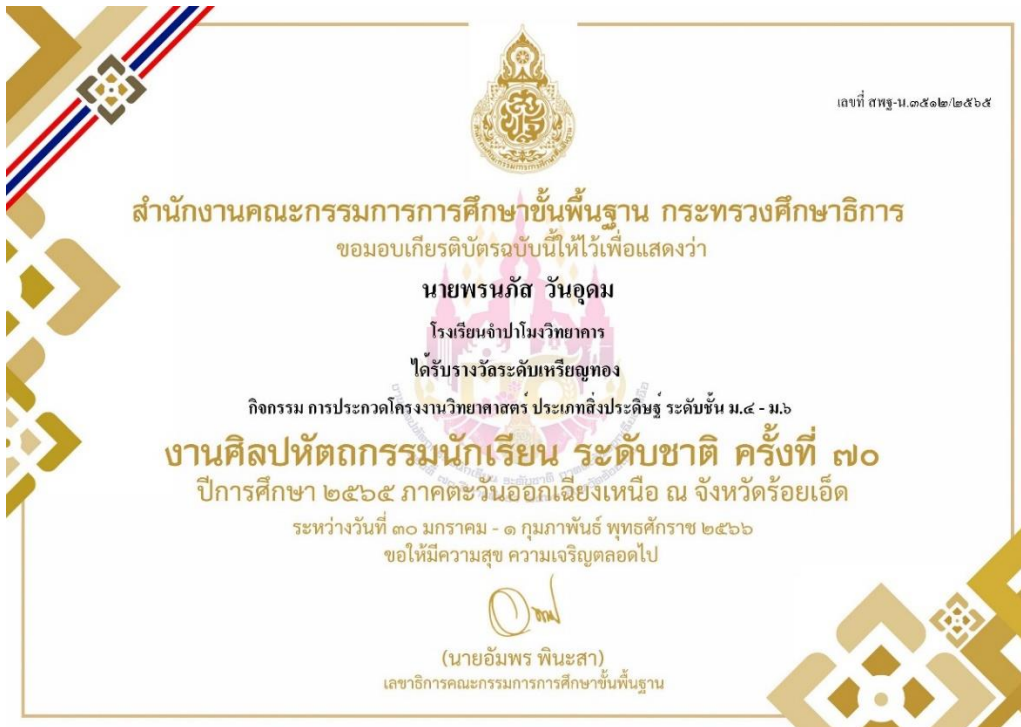 เลขที่ สพฐ-น.๓๕๑๒/๒๕๖๕
สำนักงานคณะกรรมการการศึกษาขั้นพื้นฐาน กระทรวงศึกษาธิการ
ขอมอบเกียรติบัตรฉบับนี้ให้ไว้เพื่อแสดงว่า
นายพรนภัส วันอุดม
โรงเรียนจำปาโมงวิทยาคาร
ได้รับรางวัลระดับเหรียญทอง
กิจกรรม การประกวดโครงงานวิทยาศาสตร์ ประเภทสิ่งประดิษฐ์ ระดับชั้น ม.๔ - ม.๖
งานศิลปหัตถกรรมนักเรียน ระดับชาติ ครั้งที่ ๗๐
ปีการศึกษา ๒๕๖๕ ภาคตะวันออกเฉียงเหนือ ณ จังหวัดร้อยเอ็ด
ระหว่างวันที่ ๓๐ มกราคม - ๑ กุมภาพันธ์ พุทธศักราช ๒๕๖๖
ขอให้มีความสุข ความเจริญตลอดไป
(นายอัมพร พินะสา)
เลขาธิการคณะกรรมการการศึกษาขั้นพื้นฐาน